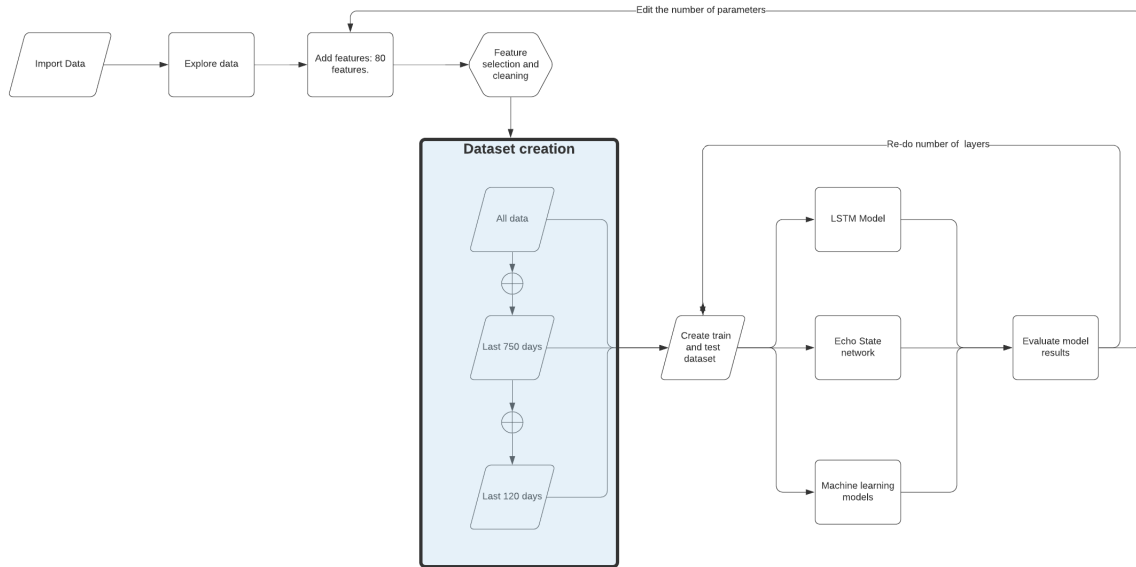 Edit the number of parameters
Import Data
Explore data
Add features: 80
features.
Feature
selection and
cleaning
Dataset creation
Re-do number of layers
All data
LSTM Model
Last 750 days
Create train
and test
dataset
Echo State
network
Evaluate model
results
Last 120 days
Machine learning
models